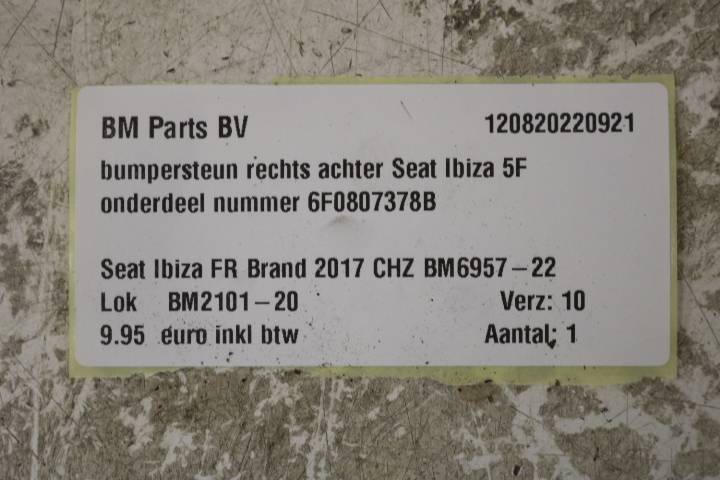 BM Parts BV 120820220921
bumpersteun rechts achter Seat Ibiza 5F
onderdeel nummer 6F0807378B
Seat Ibiza FR Brand 2017 CHZ BM6957-22
Lok BM2101-20 Verz: 10
9.95 euro inkl btw Aantal: 1